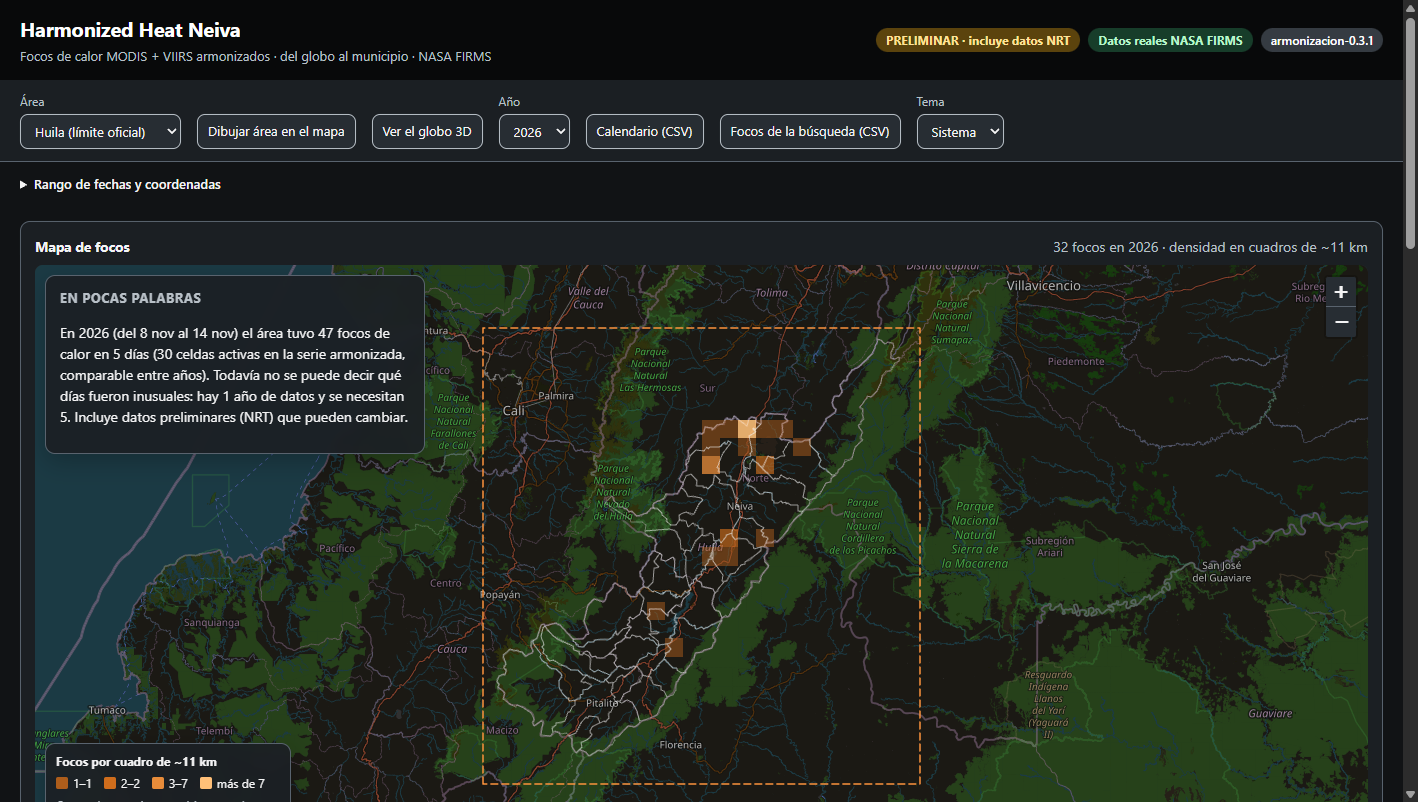 Harmonized Heat Neiva
Focos de calor MODIS + VIIRS armonizados · del globo al municipio · NASA FIRMS
PRELIMINAR · incluye datos NRT
Datos reales NASA FIRMS
armonizacion-0.3.1
Área
Huila (límite oficial)
Dibujar área en el mapa
Ver el globo 3D
Año
2026
Calendario (CSV)
Focos de la búsqueda (CSV)
Tema
Sistema
Rango de fechas y coordenadas
Mapa de focos
32 focos en 2026 · densidad en cuadros de ~11 km
EN POCAS PALABRAS
En 2026 (del 8 nov al 14 nov) el área tuvo 47 focos de
calor en 5 días (30 celdas activas en la serie armonizada,
comparable entre años). Todavía no se puede decir qué
días fueron inusuales: hay 1 año de datos y se necesitan
5. Incluye datos preliminares (NRT) que pueden cambiar.
Distrito Capital
Villavicencio
Valle del
Cauca
Tolima
Parque
Nacional
Natural
Sumapaz
+
−
Parque
Nacional
Natural
Las Hermosas
Piedemonte
Sur
Palmira
Cali
Parque
Nacional
Natural
Farallones
de Cali
Parque
Nacional
Natural
Nevado
del Huila
Norte
Neiva
Huila
Parque
Nacional
Natural
Cordillera
de los Picachos
Parque
Nacional
Natural
Sierra de
la Macarena
Subregión
Ariari
San José
del Guaviare
Pacífico
Centro
Popayán
Sanquianga
Cauca
Resguardo
Indígena
Llanos
del Yarí
(Yaguará
II)
Guaviare
Pitalito
Tumaco
Telembí
Macizo
Florencia
Focos por cuadro de ~11 km
1–1
2–2
3–7
más de 7